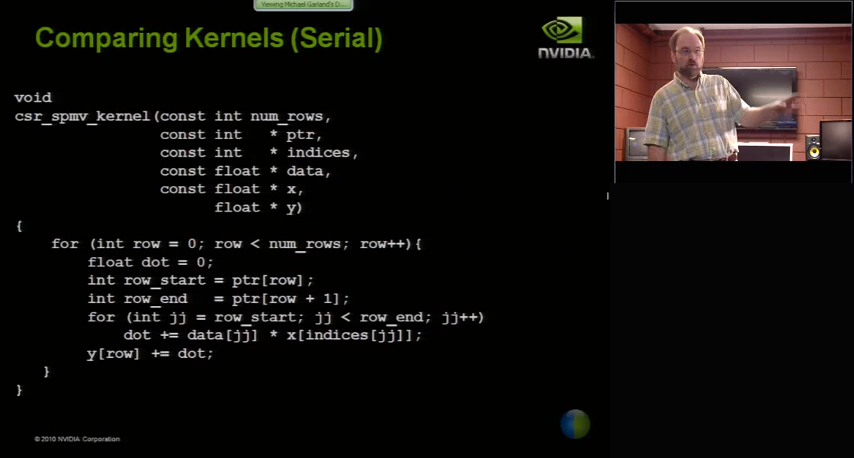 Viewing Michael Garland's D...
Comparing Kernels (Serial)
NVIDIA.
void
csr_spmv_kernel(const int num_rows,
const int * ptr,
const int * indices,
const float * data,
const float * x,
float * y)
{
for (int row = 0; row < num_rows; row++){
float dot = 0;
int row_start = ptr[row];
int row_end = ptr[row + 1];
for (int jj = row_start; jj < row_end; jj++)
dot += data[jj] * x[indices[jj]];
y[row] += dot;
}
}
© 2010 NVIDIA Corporation